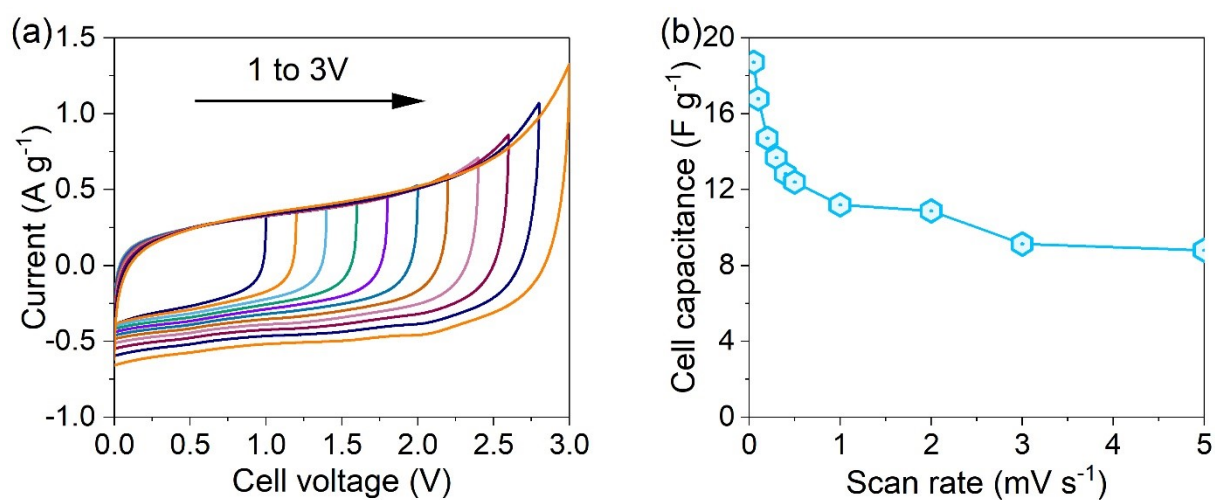 (a)
1.5
1.0
0.5
0.0
-0.5
-1.0
Current (A g⁻¹)
1 to 3V
0.0 0.5 1.0 1.5 2.0 2.5 3.0
Cell voltage (V)
(b)
20
16
12
8
4
0
Cell capacitance (F g⁻¹)
0 1 2 3 4 5
Scan rate (mV s⁻¹)